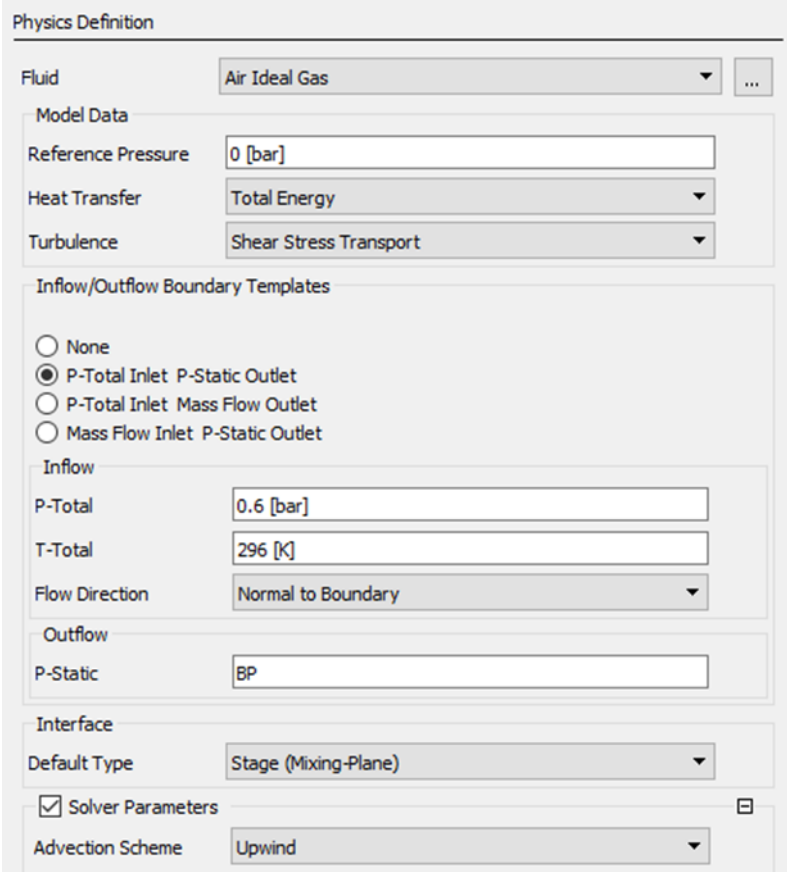 Physics Definition
Fluid Air Ideal Gas ...
Model Data
Reference Pressure 0 [bar]
Heat Transfer Total Energy
Turbulence Shear Stress Transport
Inflow/Outflow Boundary Templates
None
P-Total Inlet P-Static Outlet
P-Total Inlet Mass Flow Outlet
Mass Flow Inlet P-Static Outlet
Inflow
P-Total 0.6 [bar]
T-Total 296 [K]
Flow Direction Normal to Boundary
Outflow
P-Static BP
Interface
Default Type Stage (Mixing-Plane)
Solver Parameters
Advection Scheme Upwind